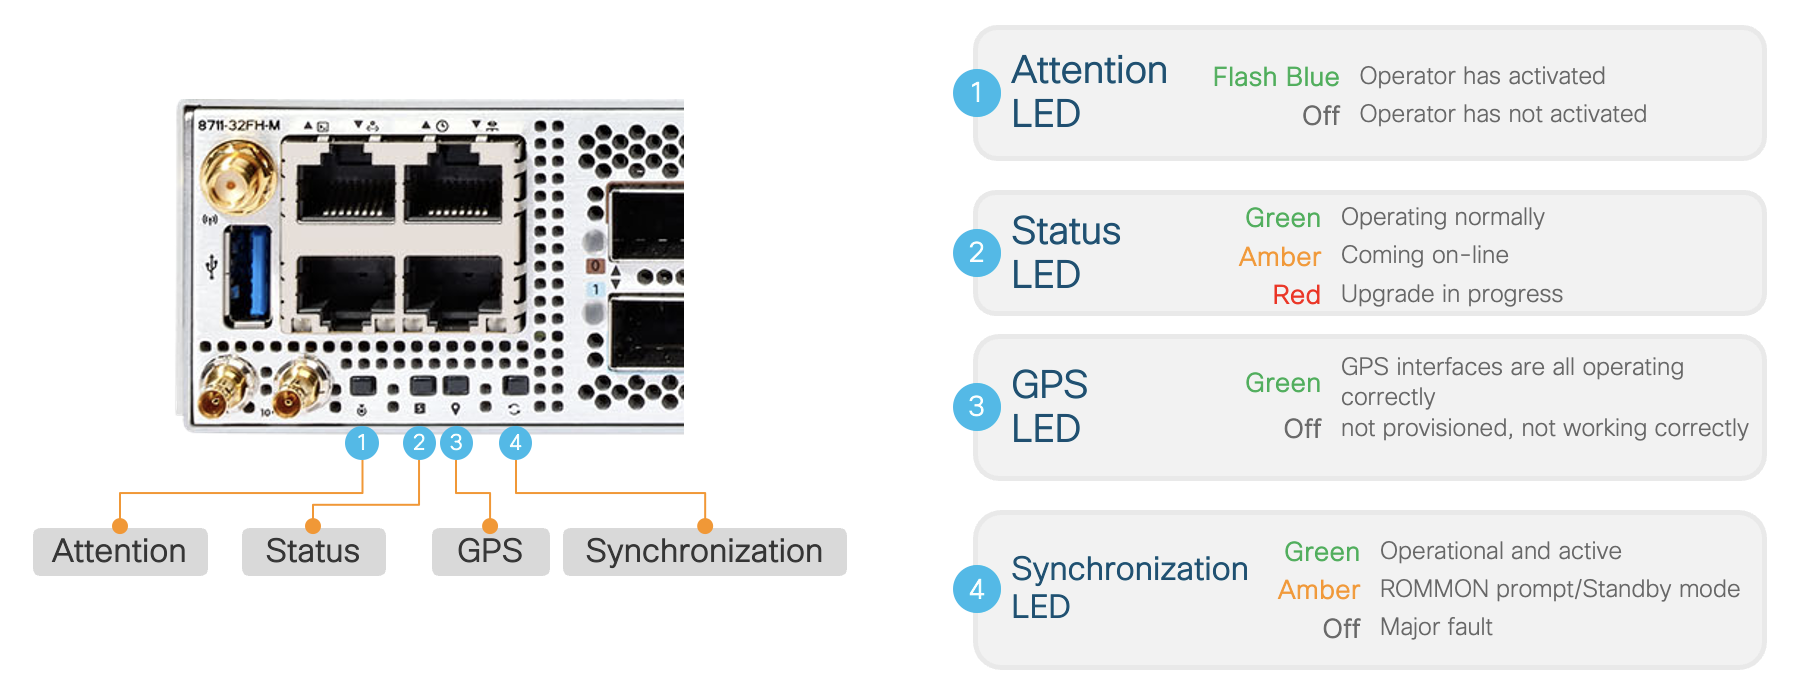 8711-32FH-M
0
1
10
1
2
3
4
Attention
Status
GPS
Synchronization
1
Attention
LED
Flash Blue Operator has activated
Off Operator has not activated
2
Status
LED
Green Operating normally
Amber Coming on-line
Red Upgrade in progress
3
GPS
LED
Green GPS interfaces are all operating
correctly
Off not provisioned, not working correctly
4
Synchronization
LED
Green Operational and active
Amber ROMMON prompt/Standby mode
Off Major fault